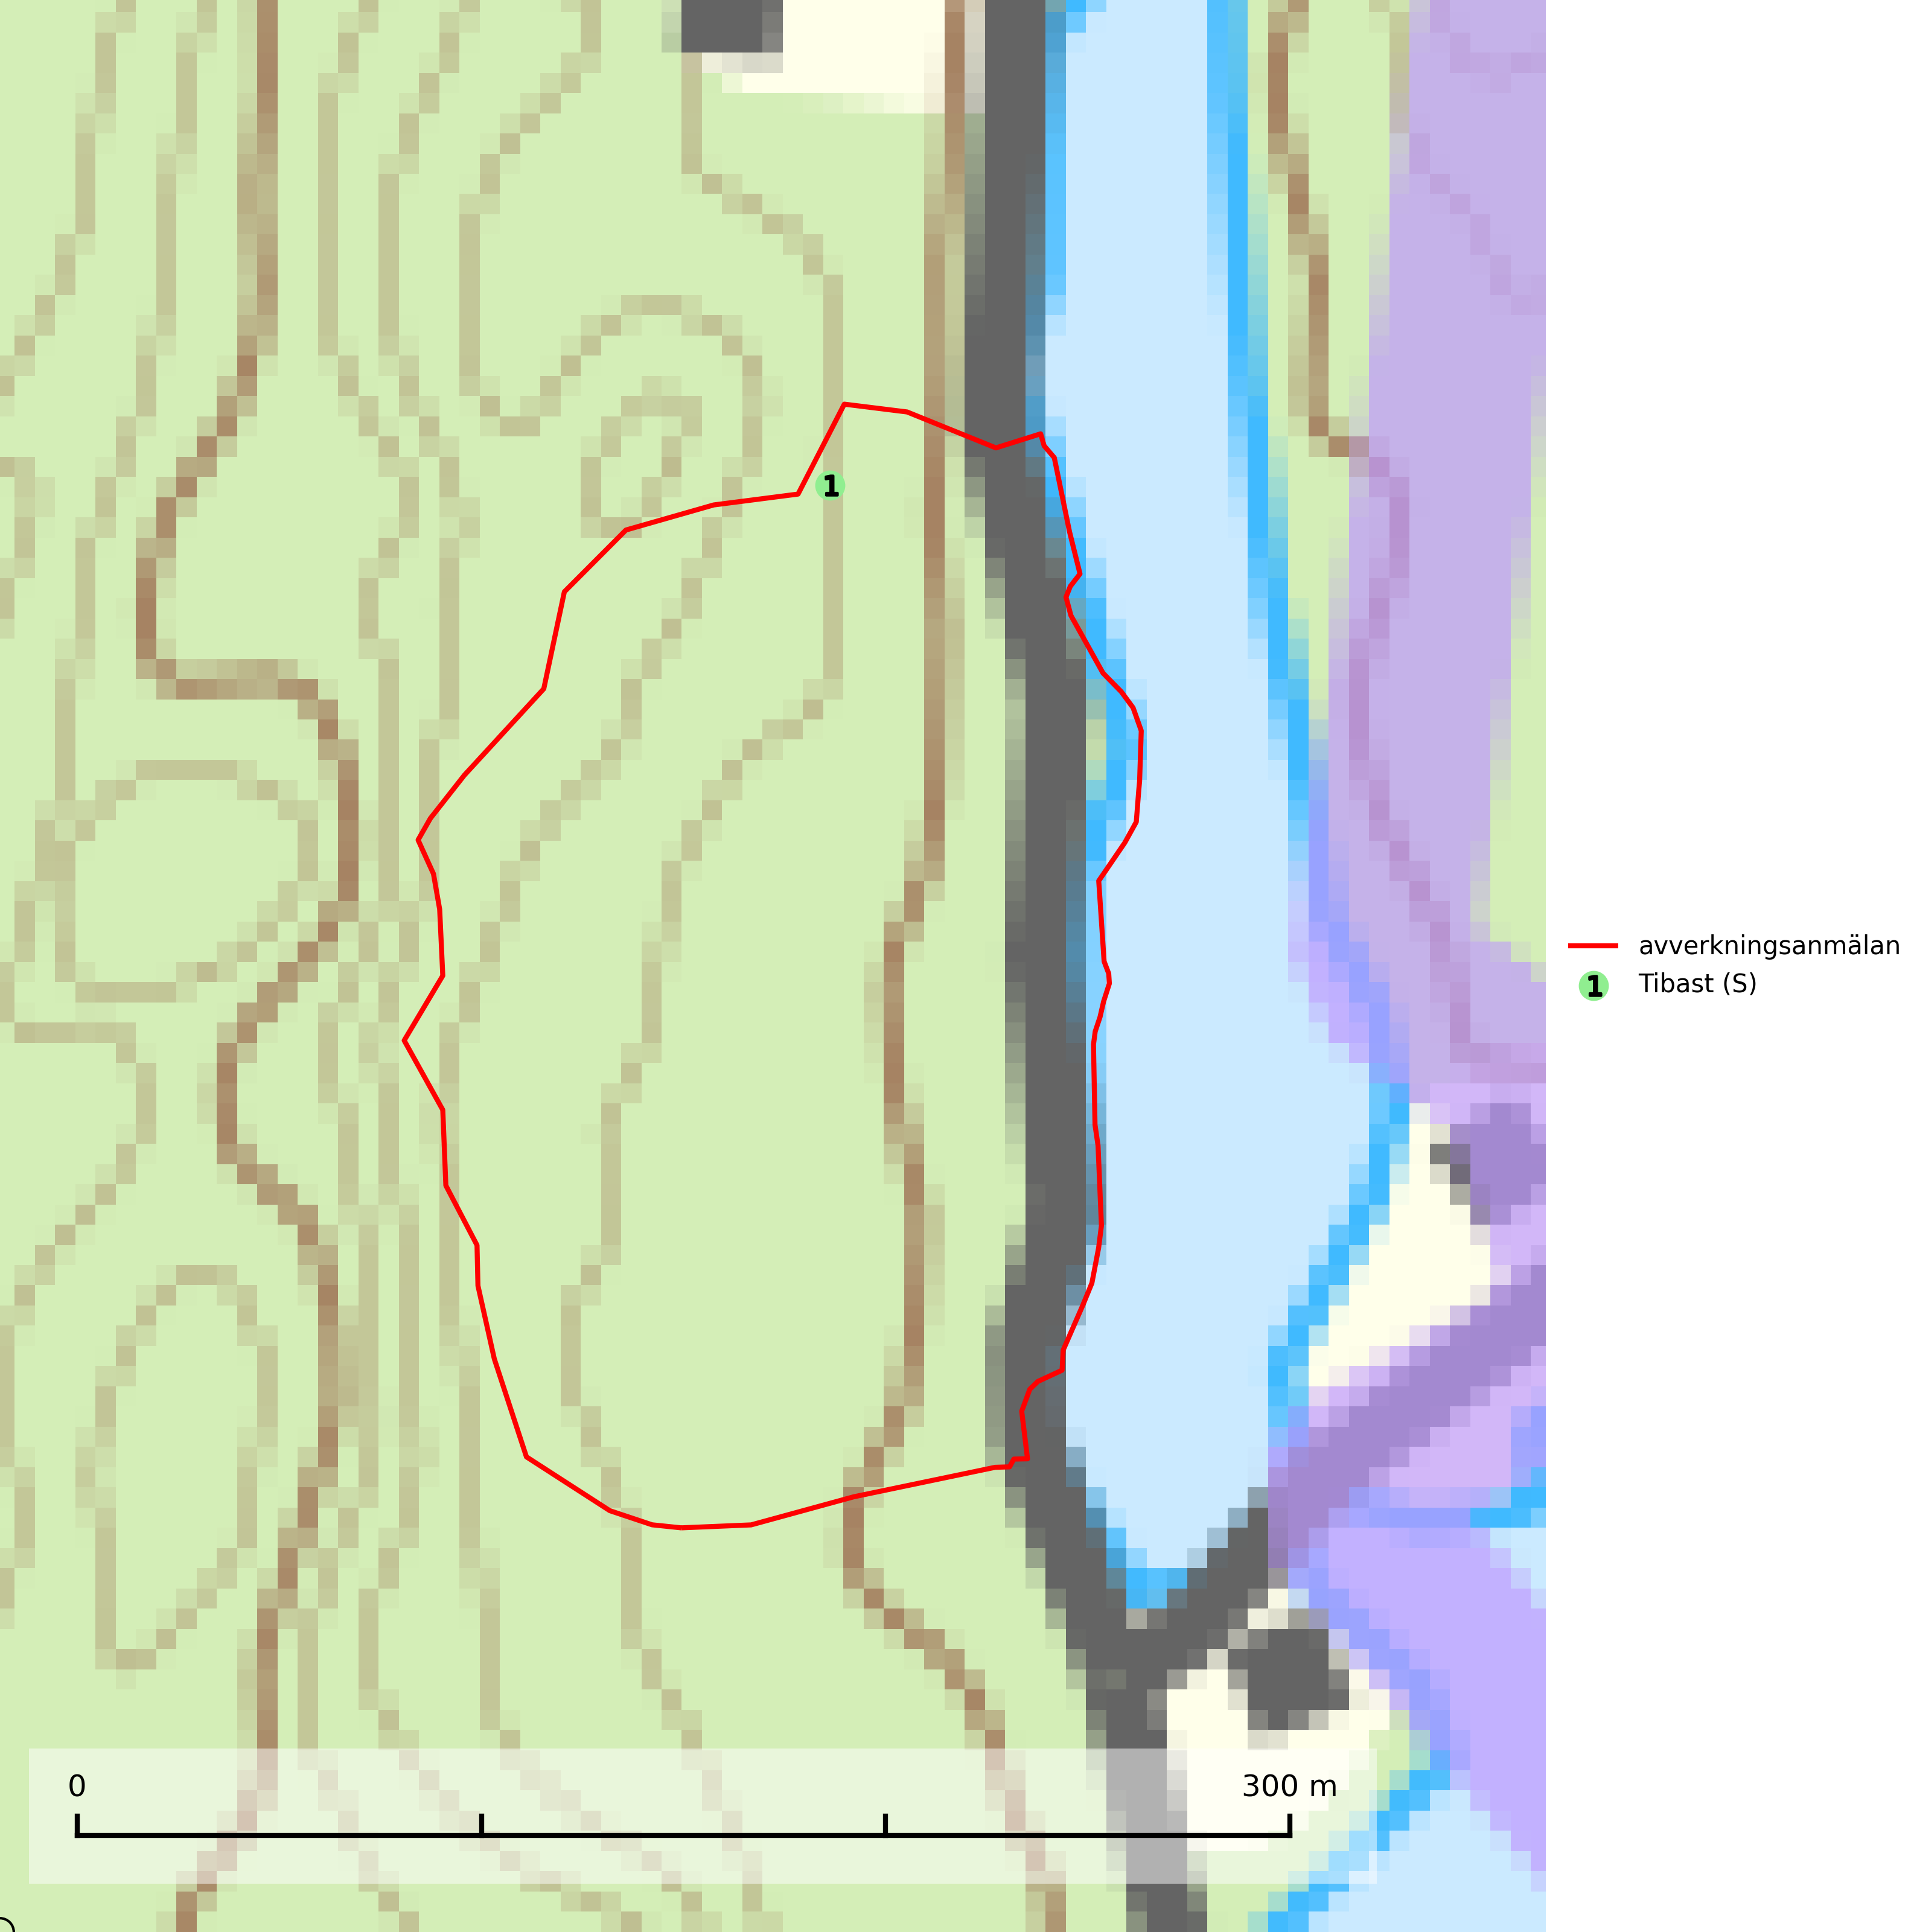 1
avverkningsanmälan
1 Tibast (S)
0 300 m